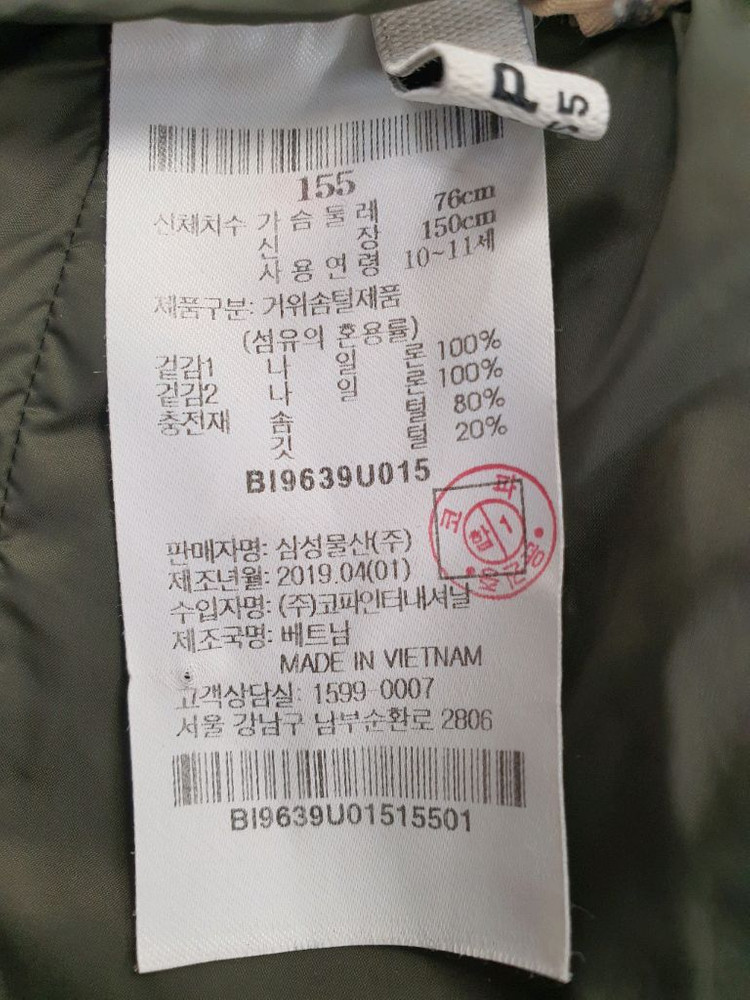 P
155
신체치수 가슴둘레 76cm
신장 150cm
사용연령 10~11세
제품구분: 거위솜털제품
(섬유의 혼용률)
겉감1 나일론 100%
겉감2 나일론 100%
충전재 솜털 80%
깃털 20%
BI9639U015
코파
합 1
판매자명: 삼성물산(주)
제조년월: 2019.04(01)
수입자명: (주)코파인터내셔날
제조국명: 베트남
MADE IN VIETNAM
고객상담실: 1599-0007
서울 강남구 남부순환로 2806
BI9639U01515501